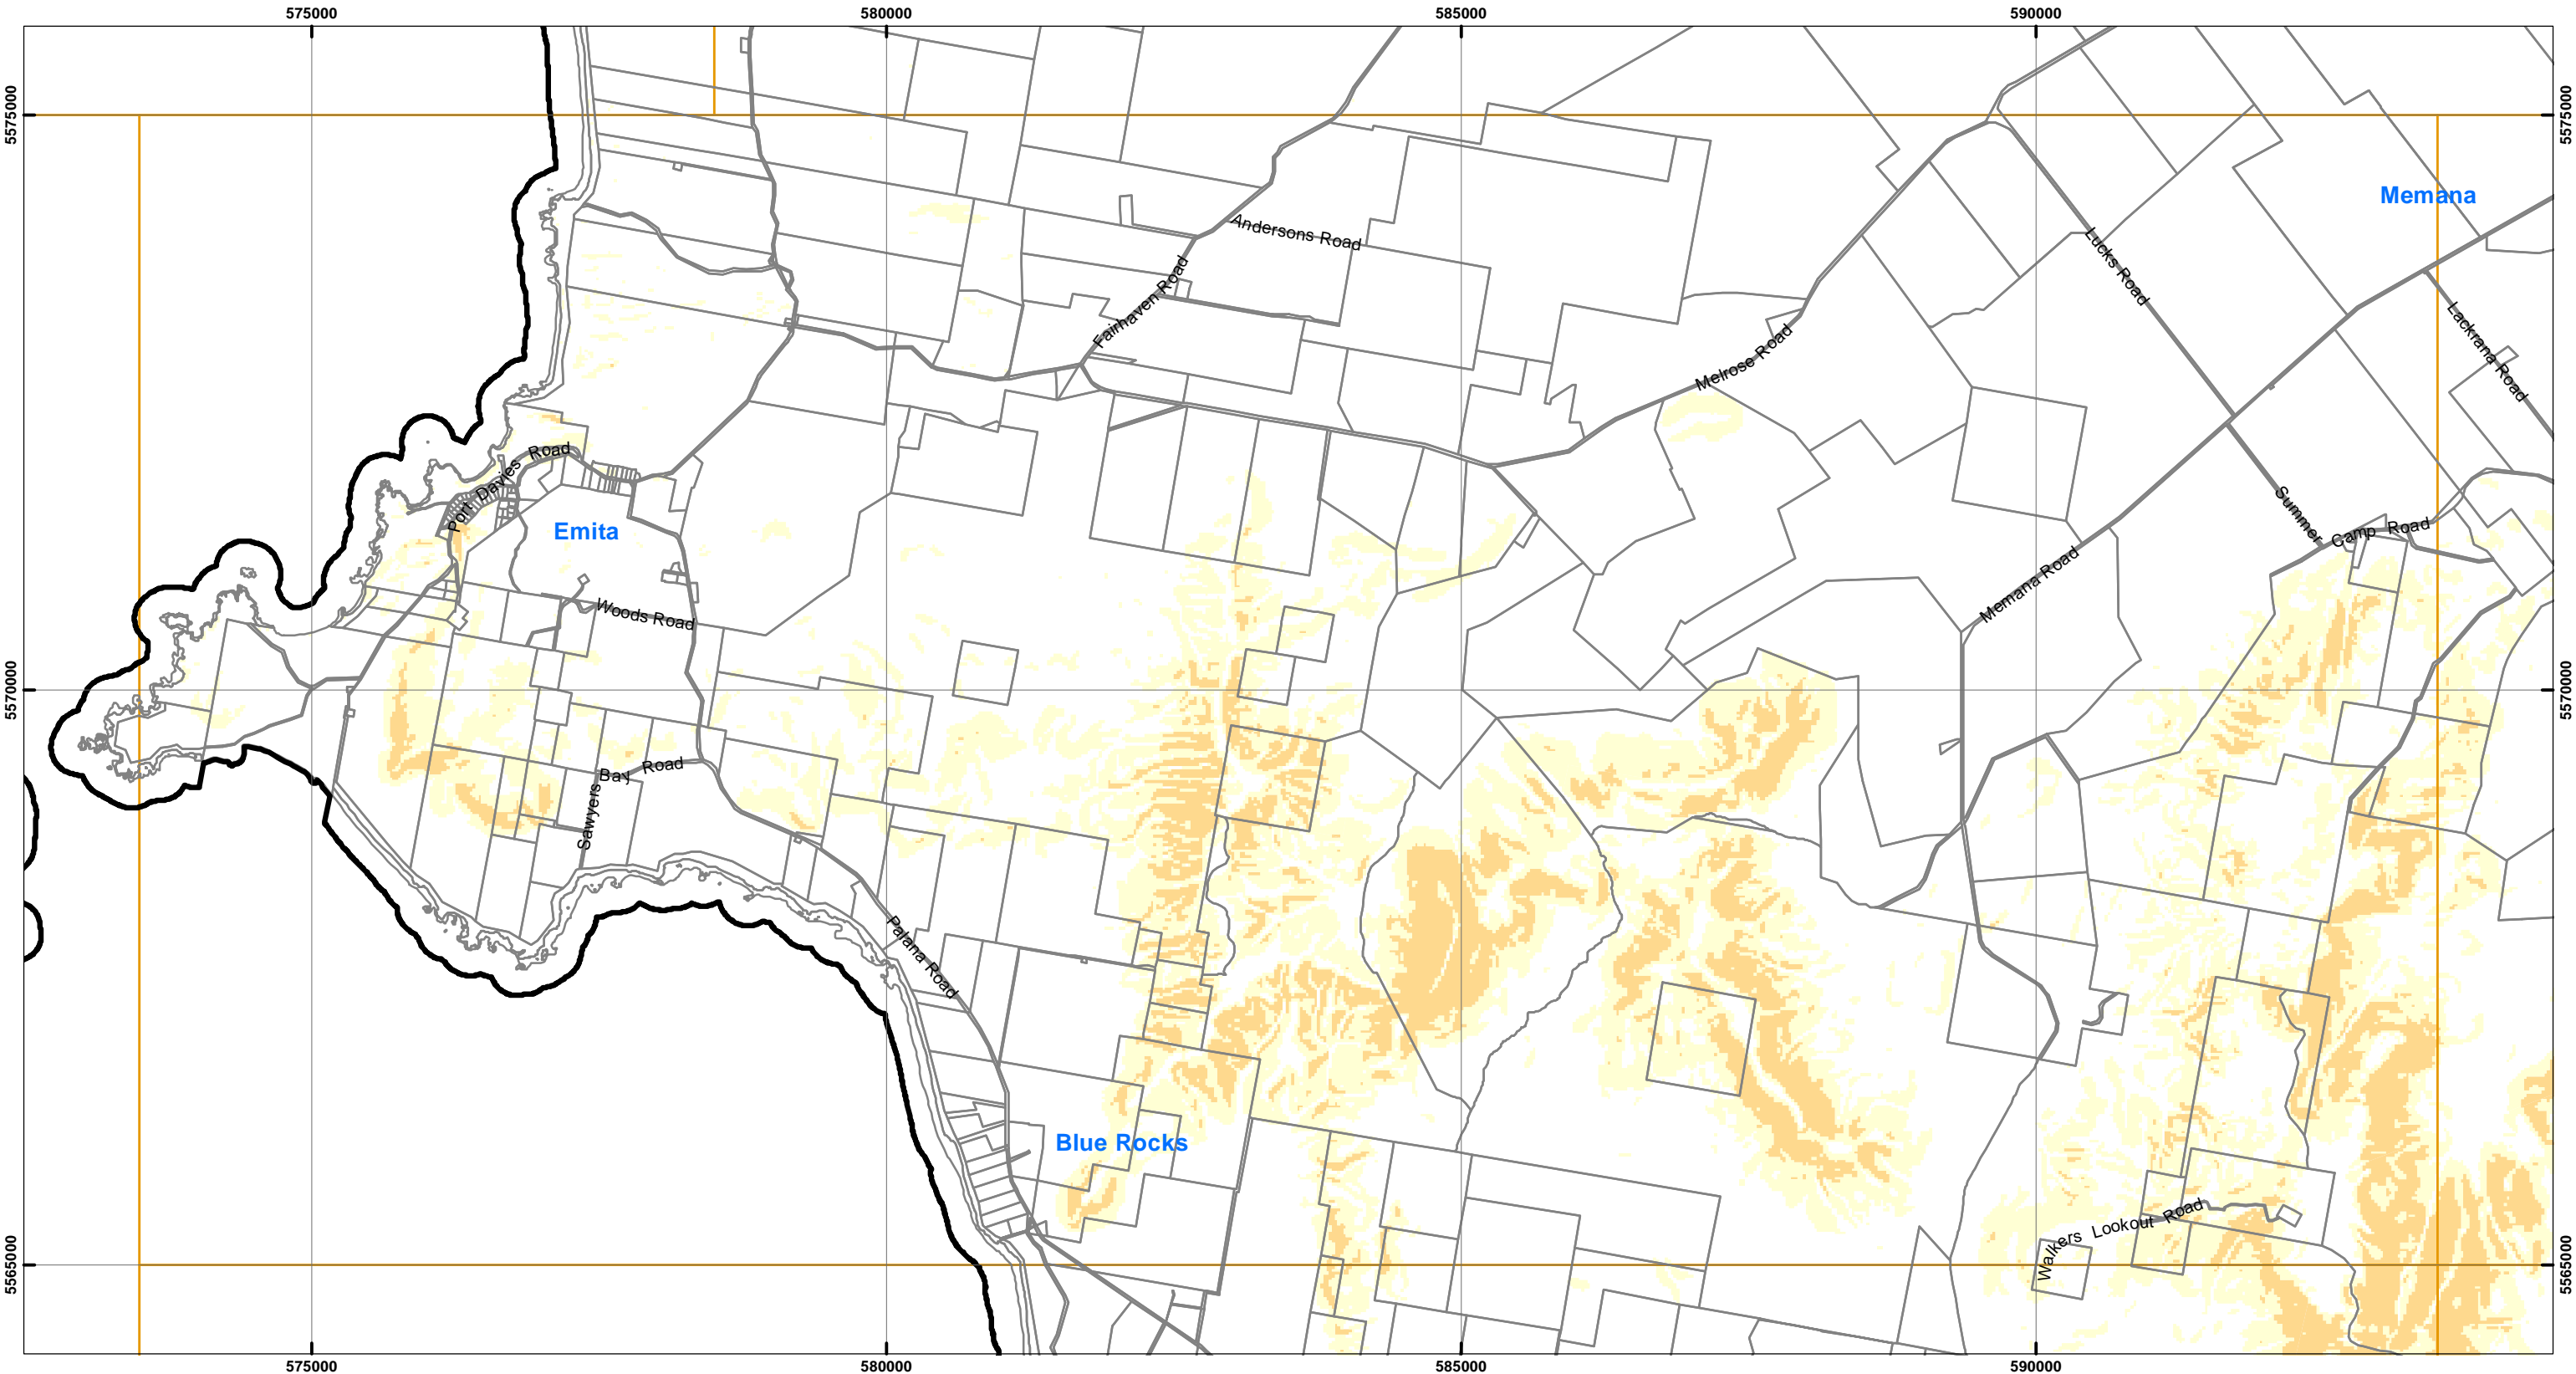 575000
580000
585000
590000
5575000
5575000
Memana
Andersons Road
Lucks Road
Fairhaven Road
Lackrana Road
Melrose Road
Port Davies Road
Emita
Summer Camp Road
Memana Road
Woods Road
5570000
5570000
Sawyers Bay Road
Palana Road
Blue Rocks
Walkers Lookout Road
5565000
5565000
575000
580000
585000
590000